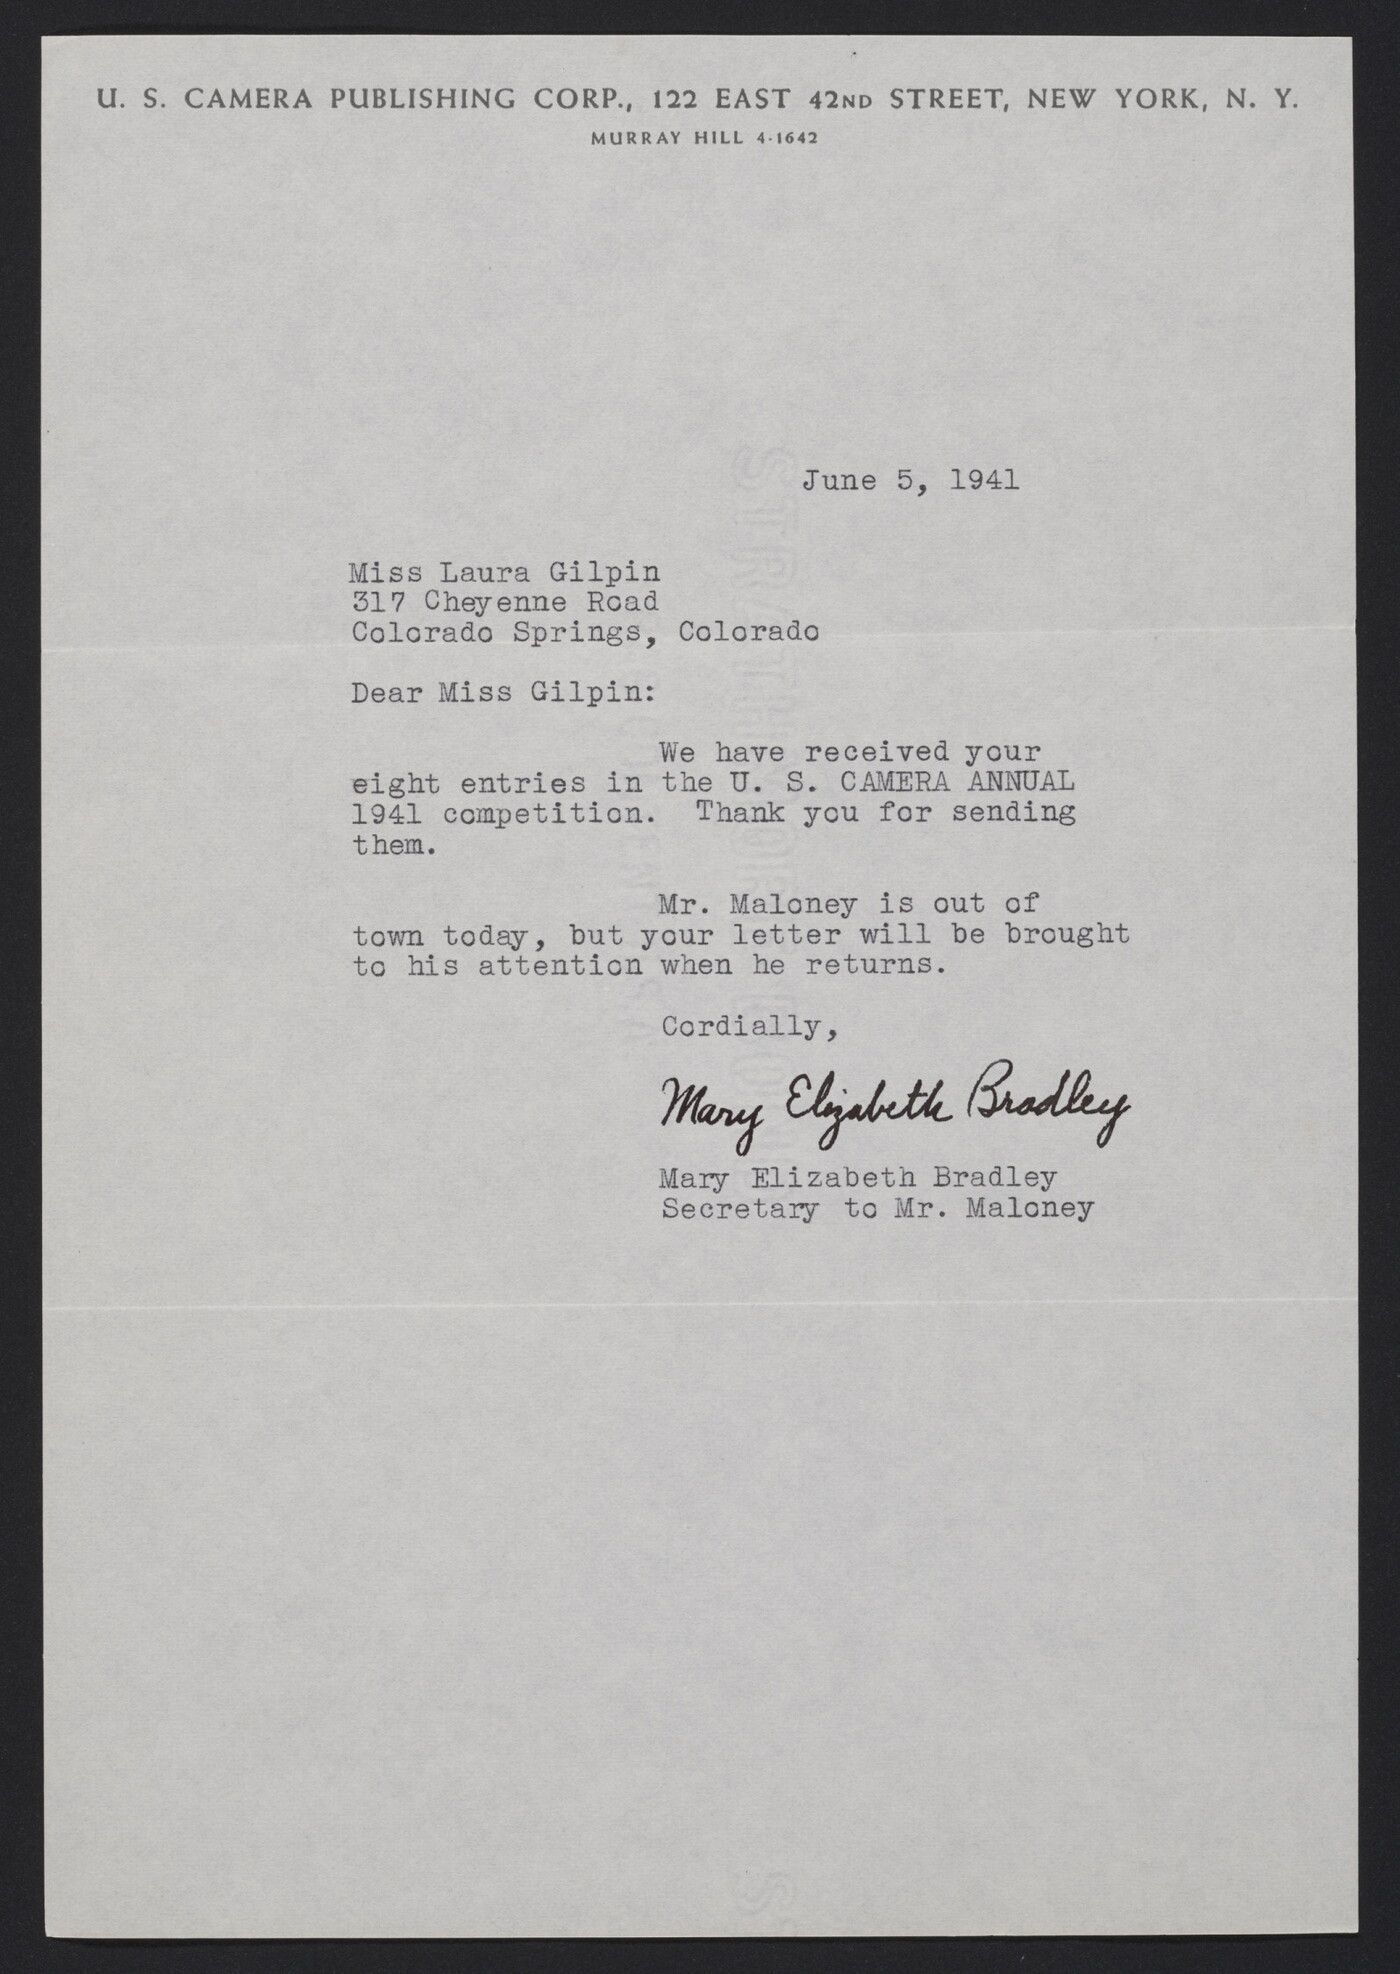 U. S. CAMERA PUBLISHING CORP., 122 EAST 42ND STREET, NEW YORK, N. Y.
MURRAY HILL 4-1642
June 5, 1941
Miss Laura Gilpin
317 Cheyenne Road
Colorado Springs, Colorado
Dear Miss Gilpin:
We have received your
eight entries in the U. S. CAMERA ANNUAL
1941 competition. Thank you for sending
them.
Mr. Maloney is out of
town today, but your letter will be brought
to his attention when he returns.
Cordially,
Mary Elizabeth Bradley
Mary Elizabeth Bradley
Secretary to Mr. Maloney